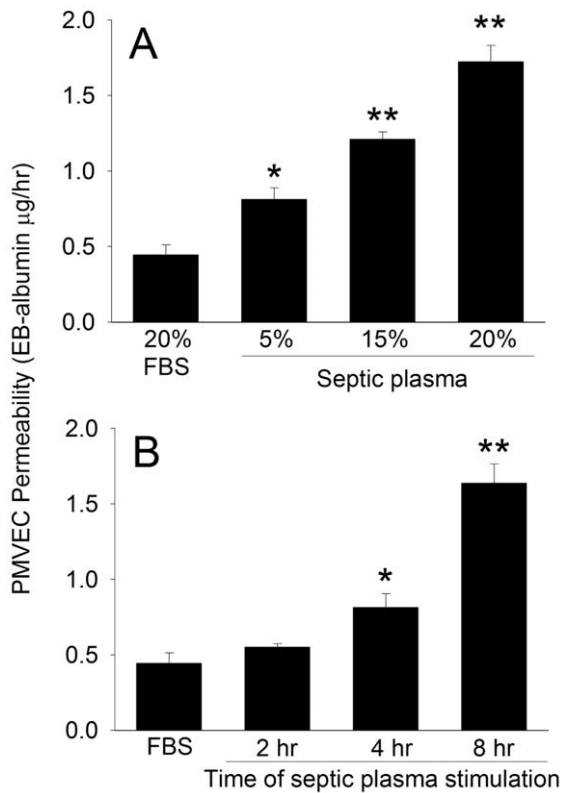 PMVEC Permeability (EB-albumin μg/hr)
A
2.0
1.5
1.0
0.5
0.0
*
**
**
20% FBS
5%
15%
20%
Septic plasma
B
2.0
1.5
1.0
0.5
0.0
*
**
FBS
2 hr
4 hr
8 hr
Time of septic plasma stimulation